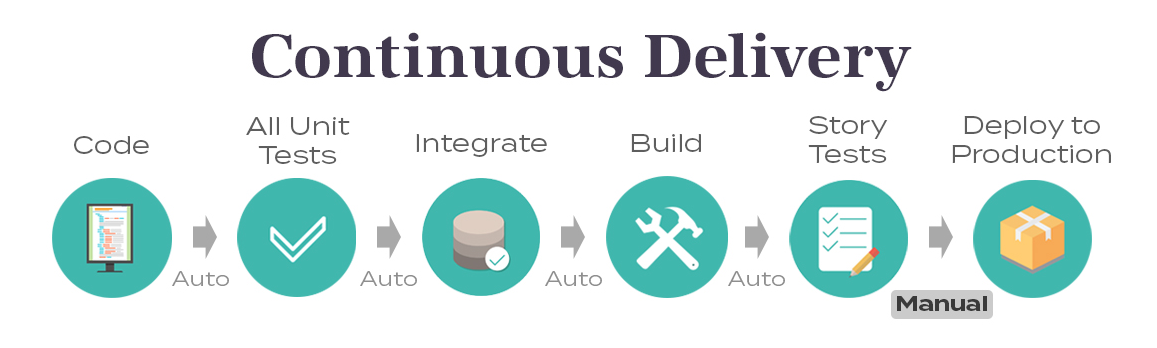 Continuous Delivery
Code
All Unit
Tests
Integrate
Build
Story
Tests
Deploy to
Production
Auto
Auto
Auto
Auto
Manual